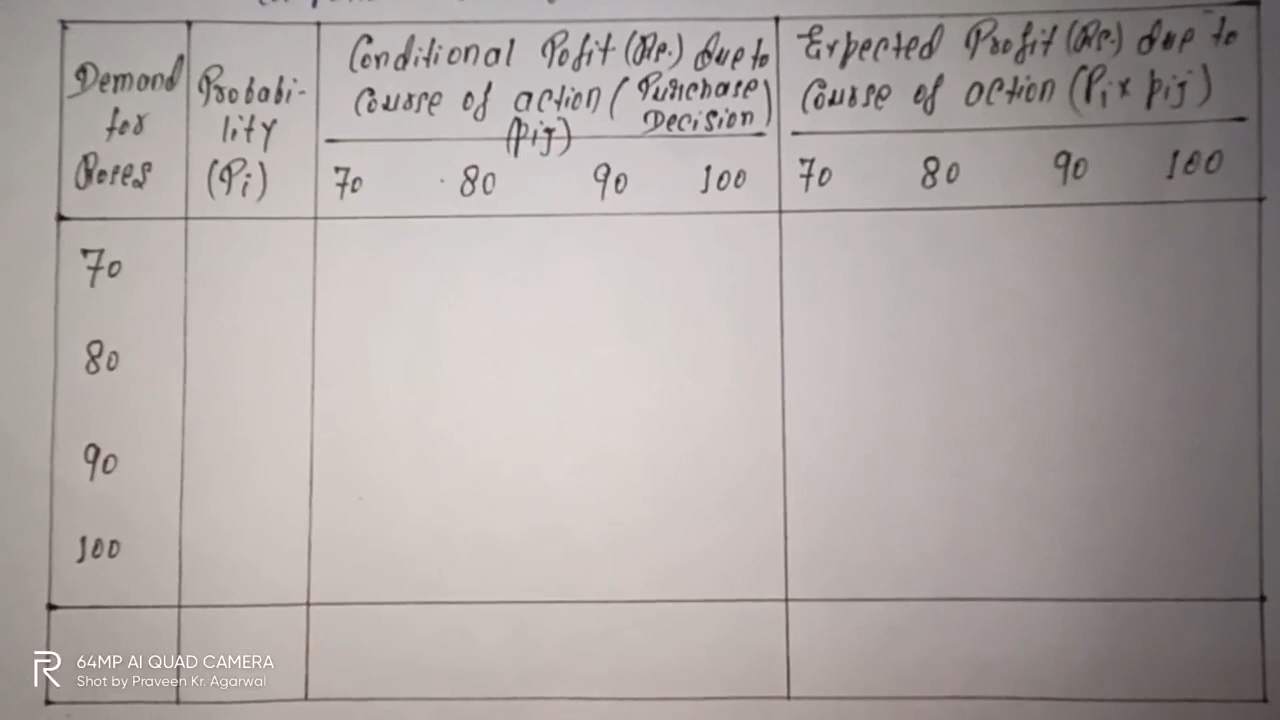 Demand for Roses
Probabi-lity (Pi)
Conditional Pofit (Rs.) due to
course of action (Purchase Decision)
(pij)
70 80 90 100
Expected Profit (Rs.) due to
course of action (Pi x pij)
70 80 90 100
70
80
90
100
64MP AI QUAD CAMERA
Shot by Praveen Kr. Agarwal